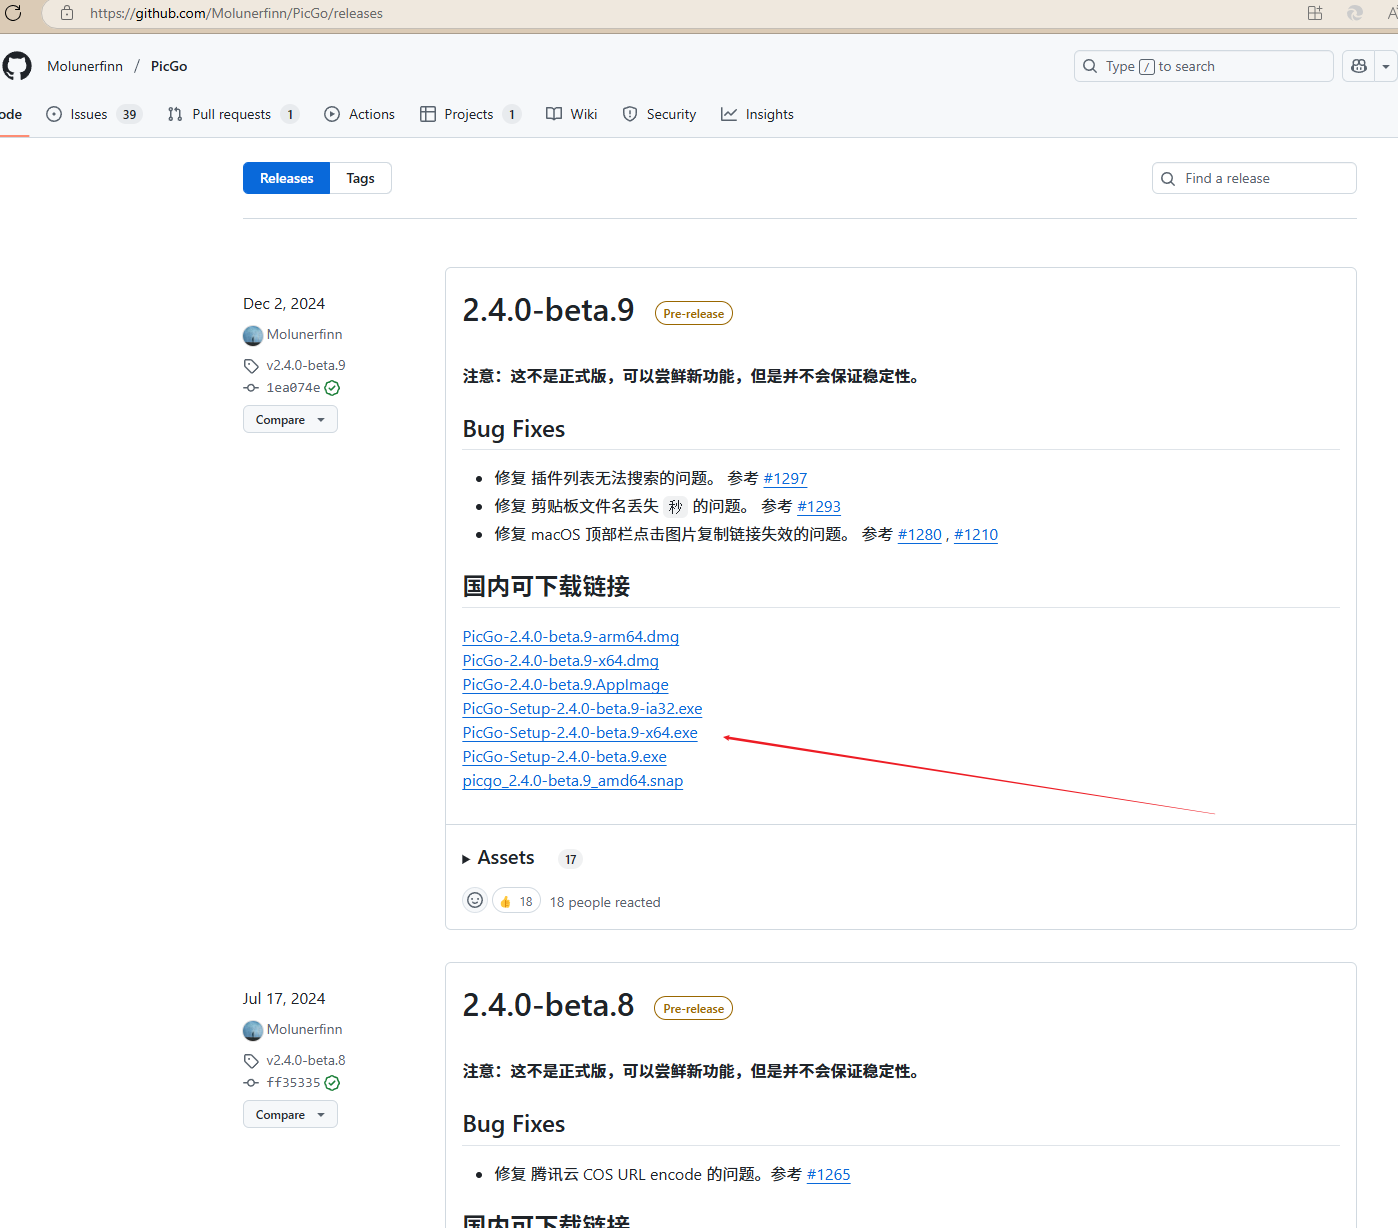 https://github.com/Molunerfinn/PicGo/releases
Molunerfinn / PicGo
Type / to search
ode Issues 39 Pull requests 1 Actions Projects 1 Wiki Security Insights
Releases Tags
Find a release
Dec 2, 2024
Molunerfinn
v2.4.0-beta.9
1ea074e
Compare
2.4.0-beta.9 Pre-release
注意：这不是正式版，可以尝鲜新功能，但是并不会保证稳定性。
Bug Fixes
修复 插件列表无法搜索的问题。 参考 #1297
修复 剪贴板文件名丢失 秒 的问题。 参考 #1293
修复 macOS 顶部栏点击图片复制链接失效的问题。 参考 #1280 , #1210
国内可下载链接
PicGo-2.4.0-beta.9-arm64.dmg
PicGo-2.4.0-beta.9-x64.dmg
PicGo-2.4.0-beta.9.AppImage
PicGo-Setup-2.4.0-beta.9-ia32.exe
PicGo-Setup-2.4.0-beta.9-x64.exe
PicGo-Setup-2.4.0-beta.9.exe
picgo_2.4.0-beta.9_amd64.snap
Assets 17
18 18 people reacted
Jul 17, 2024
Molunerfinn
v2.4.0-beta.8
ff35335
Compare
2.4.0-beta.8 Pre-release
注意：这不是正式版，可以尝鲜新功能，但是并不会保证稳定性。
Bug Fixes
修复 腾讯云 COS URL encode 的问题。参考 #1265
国内可下载链接